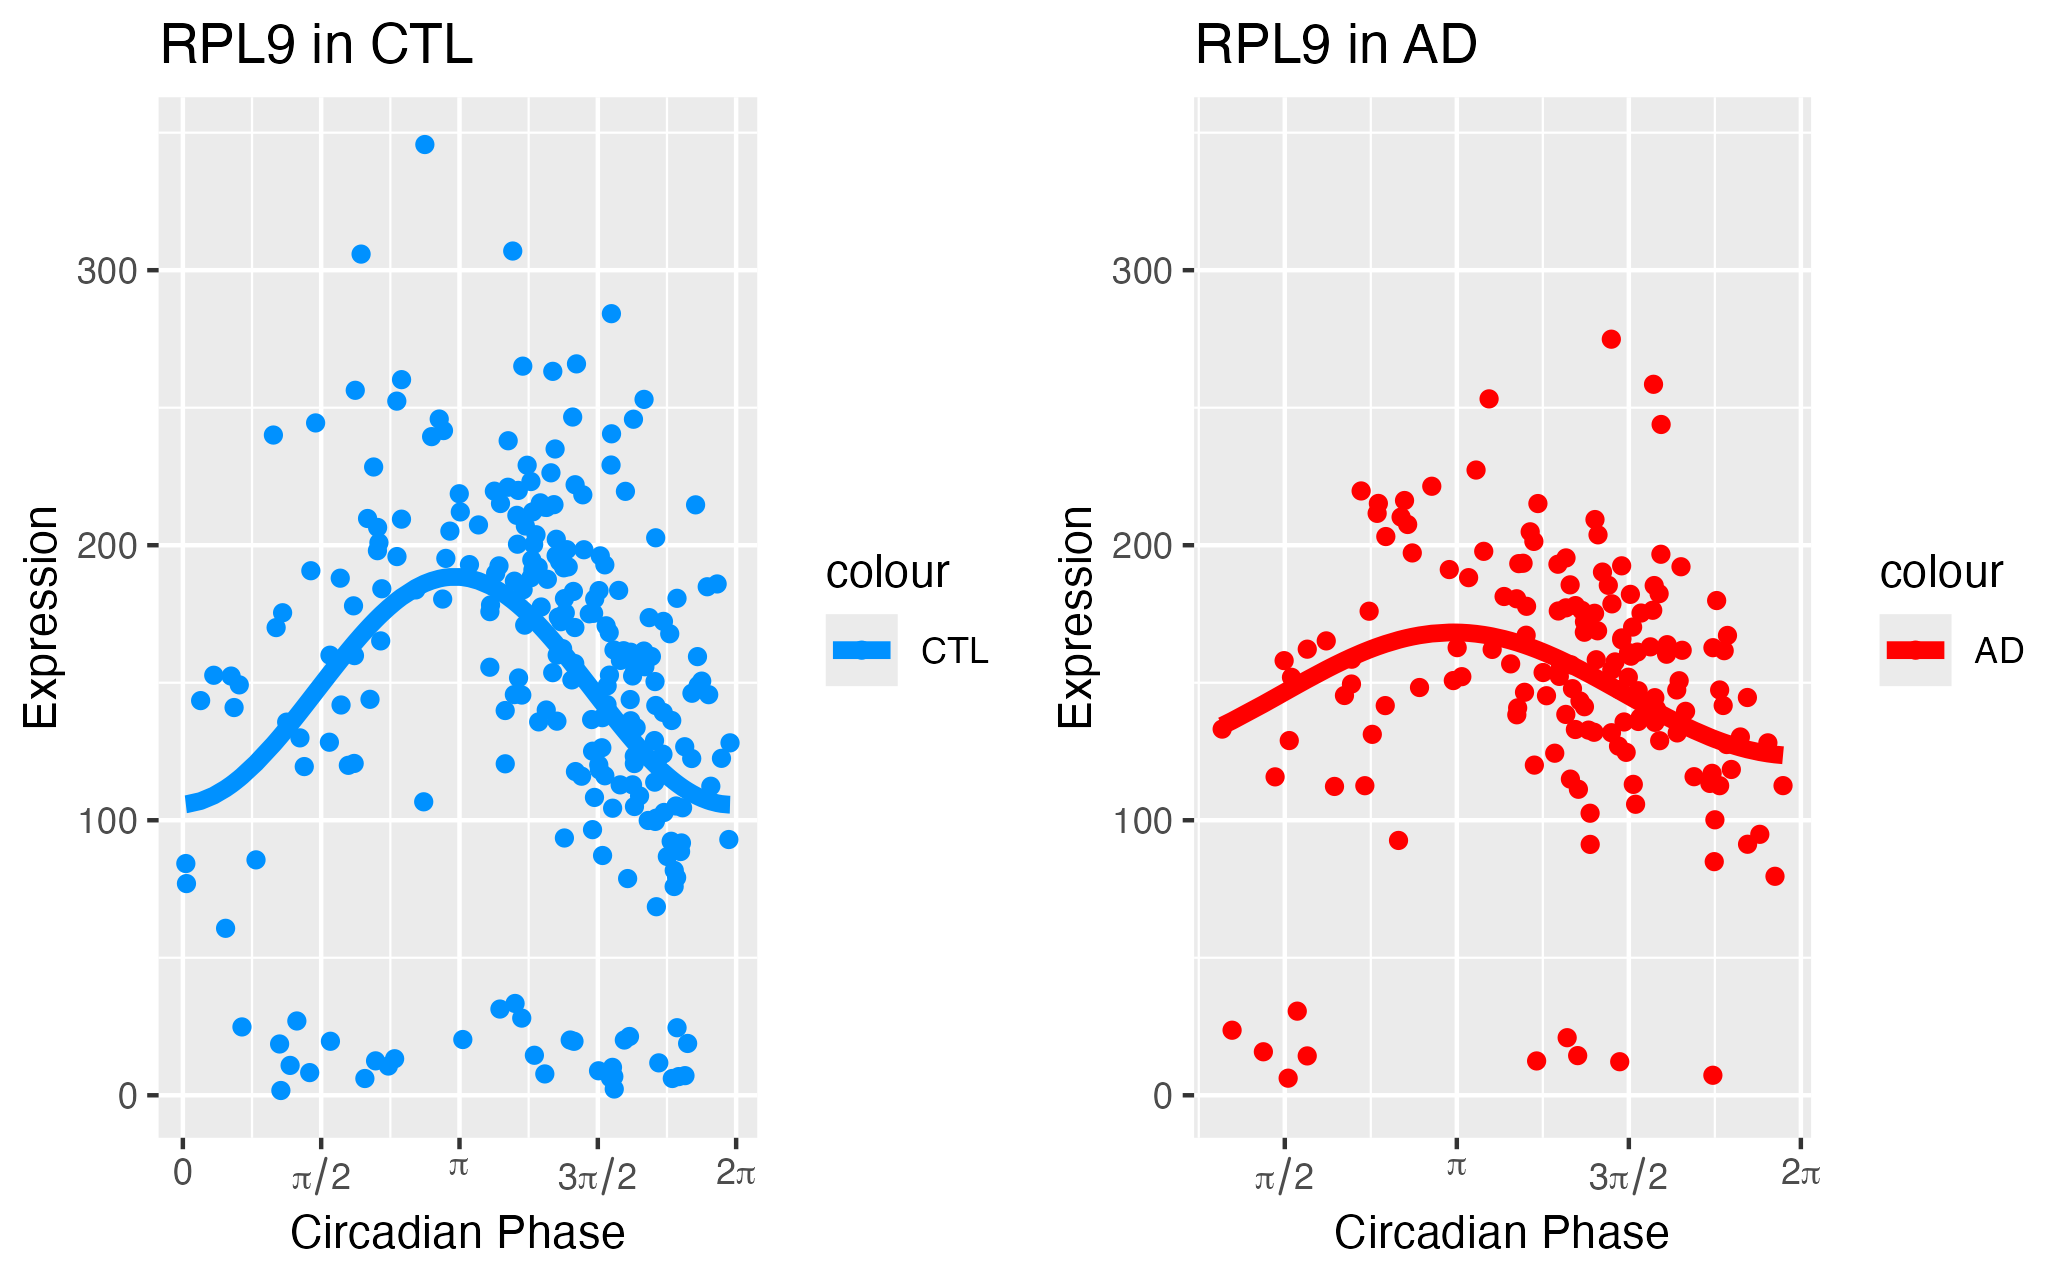 RPL9 in CTL
Expression
300
200
100
0
0
π/2
π
3π/2
2π
Circadian Phase
colour
CTL
RPL9 in AD
Expression
300
200
100
0
π/2
π
3π/2
2π
Circadian Phase
colour
AD